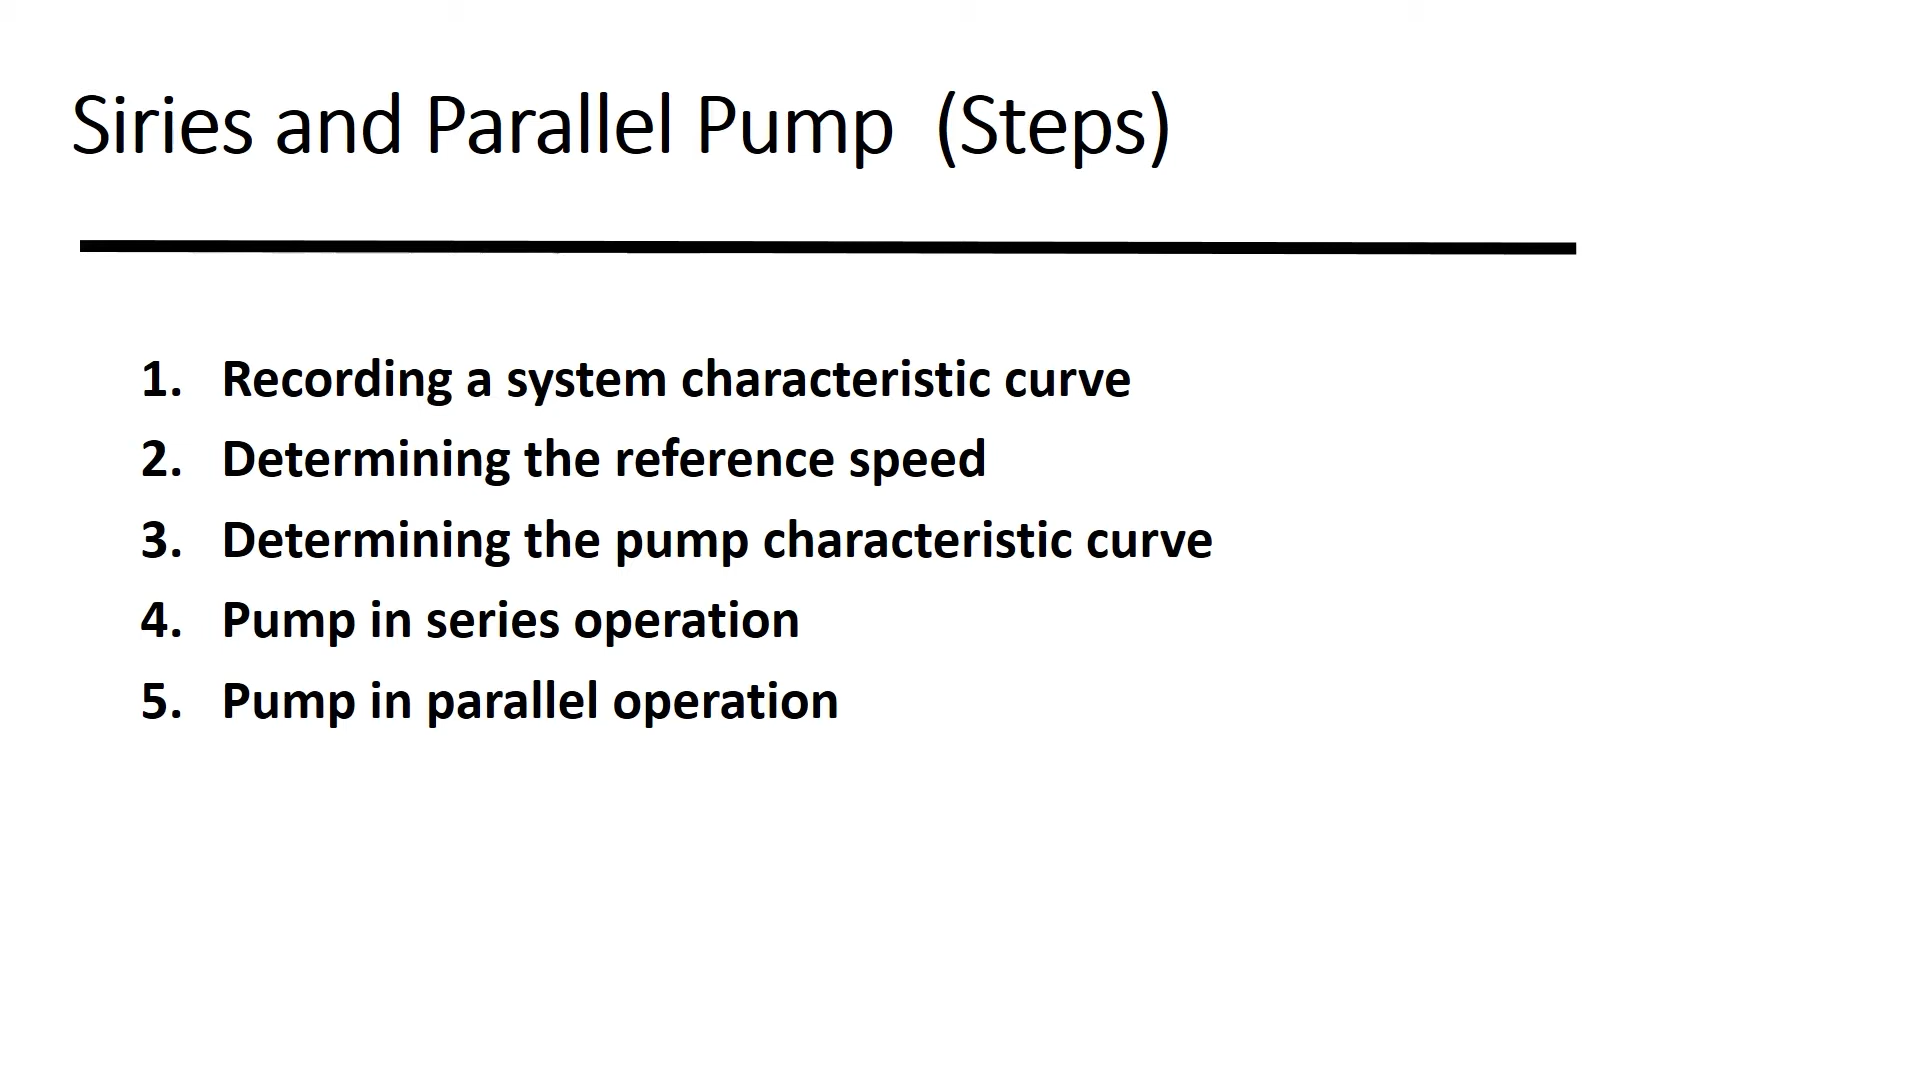 Siries and Parallel Pump  (Steps)
1. Recording a system characteristic curve
2. Determining the reference speed
3. Determining the pump characteristic curve
4. Pump in series operation
5. Pump in parallel operation